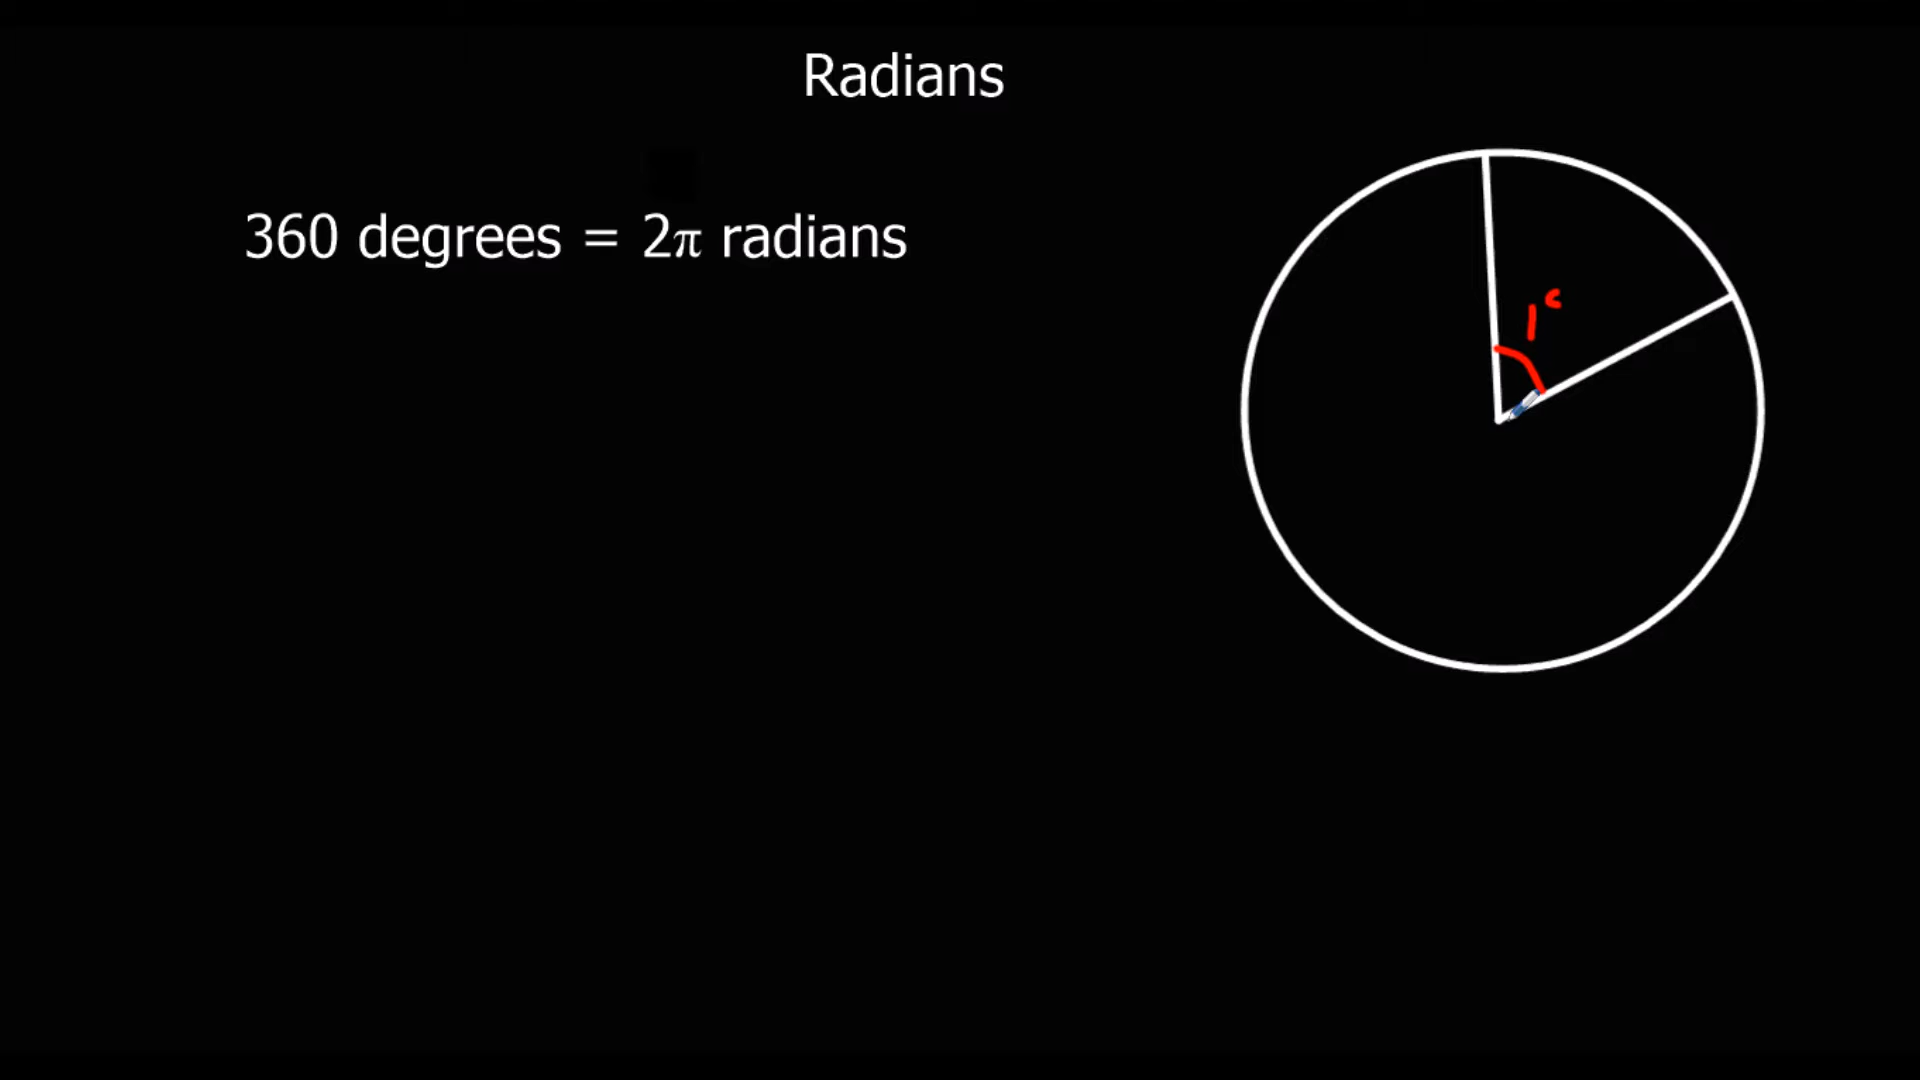 Radians
360 degrees = 2π radians
1ᶜ